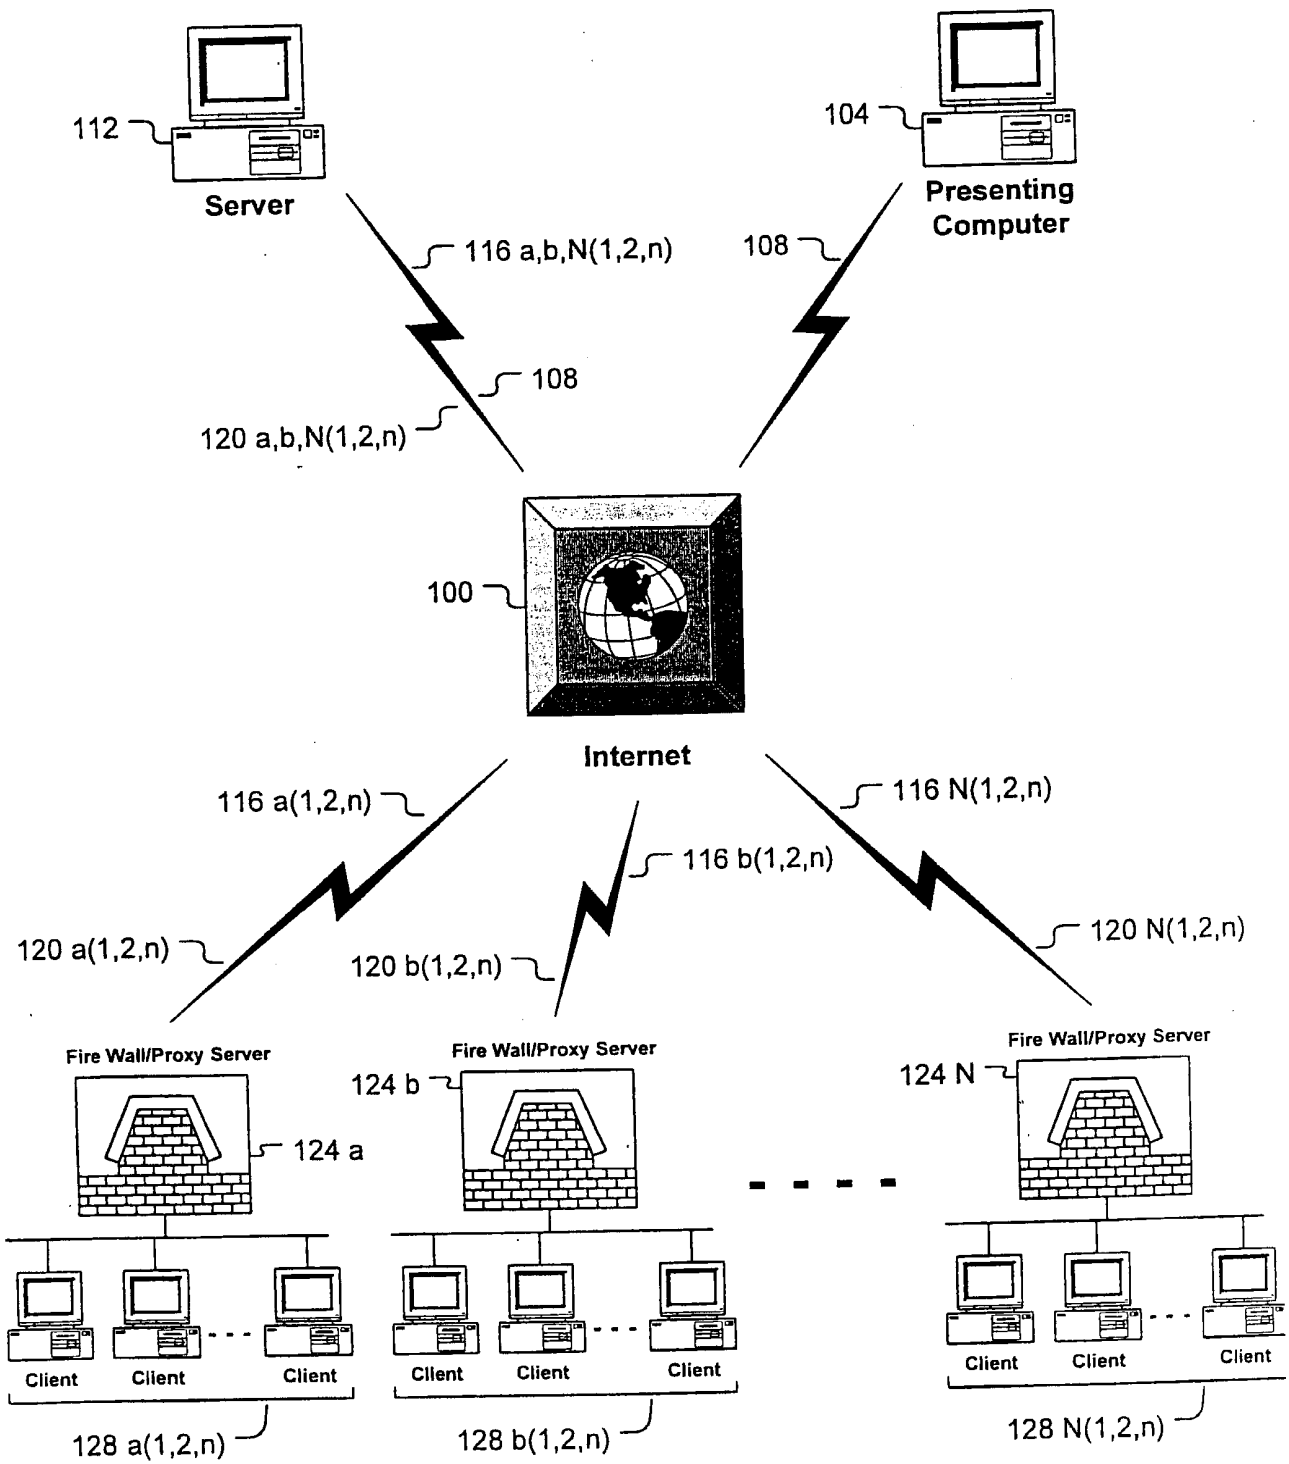 112
Server
104
Presenting
Computer
116 a,b,N(1,2,n)
108
108
120 a,b,N(1,2,n)
100
Internet
116 a(1,2,n)
116 N(1,2,n)
116 b(1,2,n)
120 a(1,2,n)
120 b(1,2,n)
120 N(1,2,n)
Fire Wall/Proxy Server
Fire Wall/Proxy Server
Fire Wall/Proxy Server
124 a
124 b
124 N
Client
Client
Client
Client
Client
Client
Client
Client
Client
128 a(1,2,n)
128 b(1,2,n)
128 N(1,2,n)